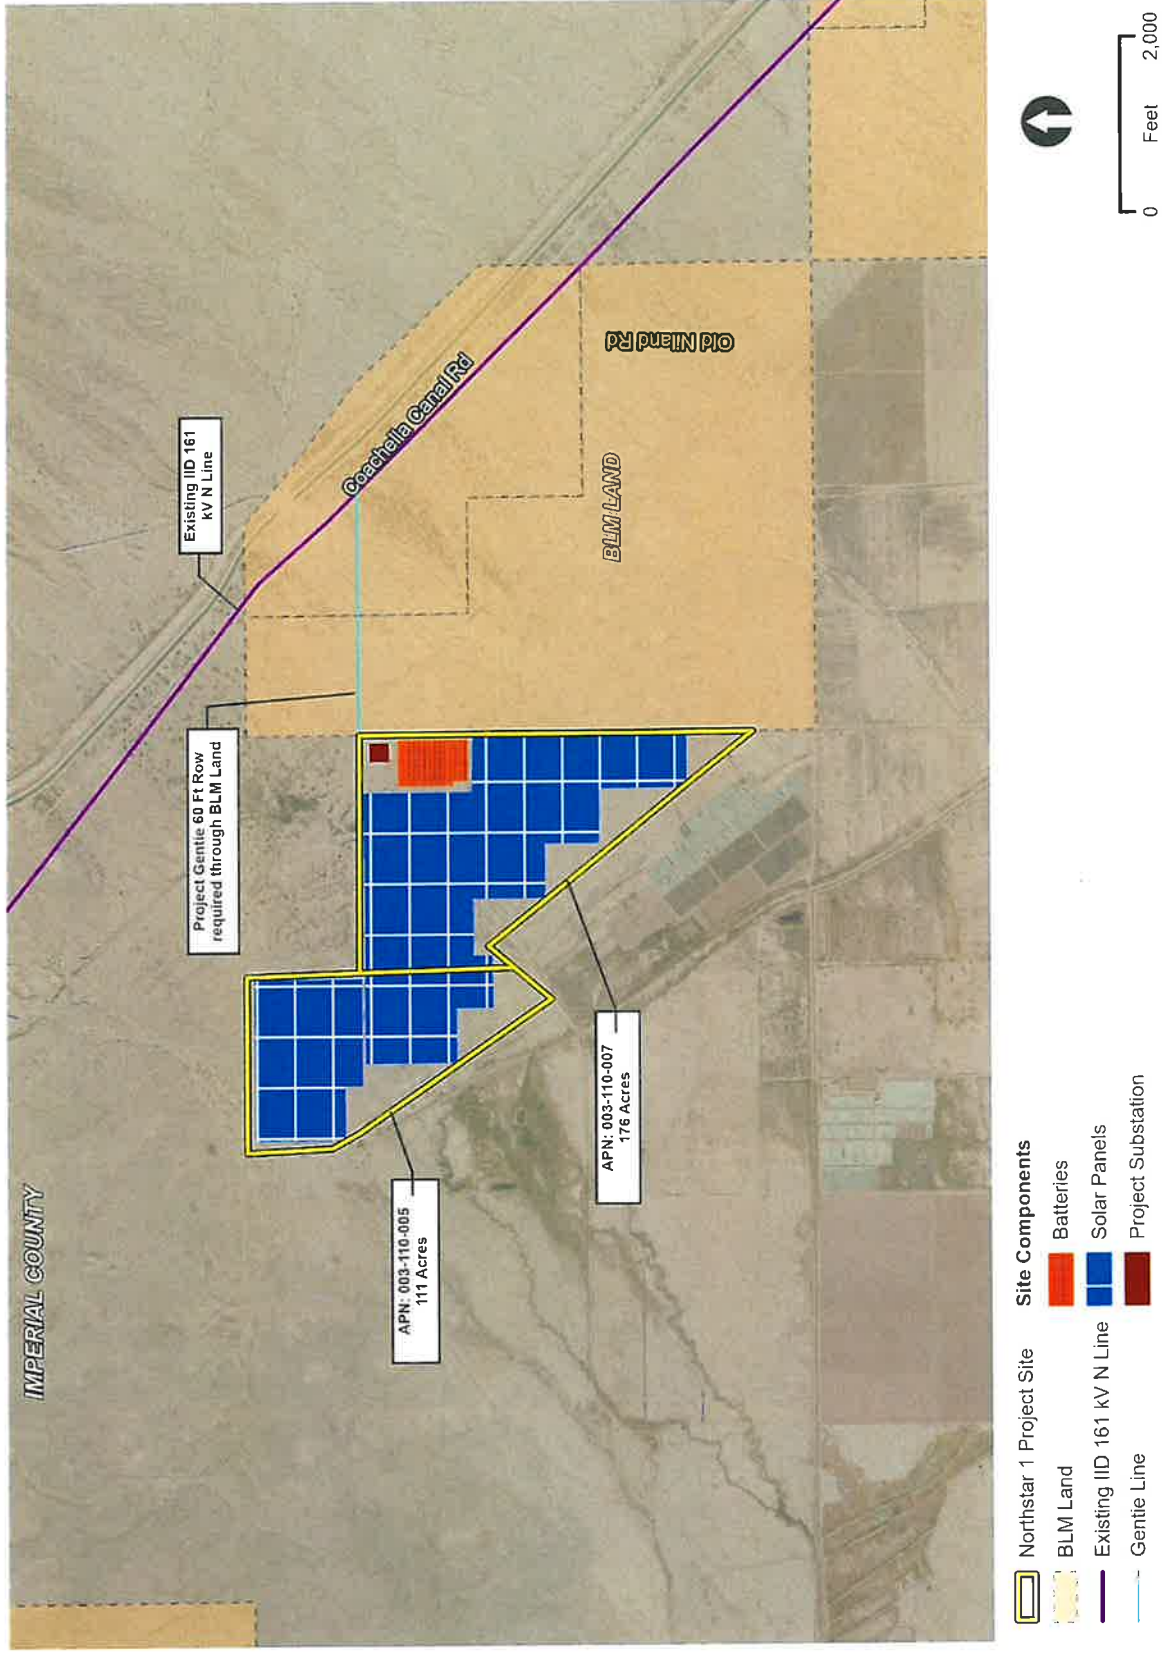 IMPERIAL COUNTY
Existing IID 161
kV N Line
Project Gentie 60 Ft Row
required through BLM Land
Coachella Canal Rd
Old Niland Rd
BLM LAND
APN: 003-110-005
111 Acres
APN: 003-110-007
176 Acres
Northstar 1 Project Site
BLM Land
Existing IID 161 kV N Line
Gentie Line
Site Components
Batteries
Solar Panels
Project Substation
0 2,000
Feet